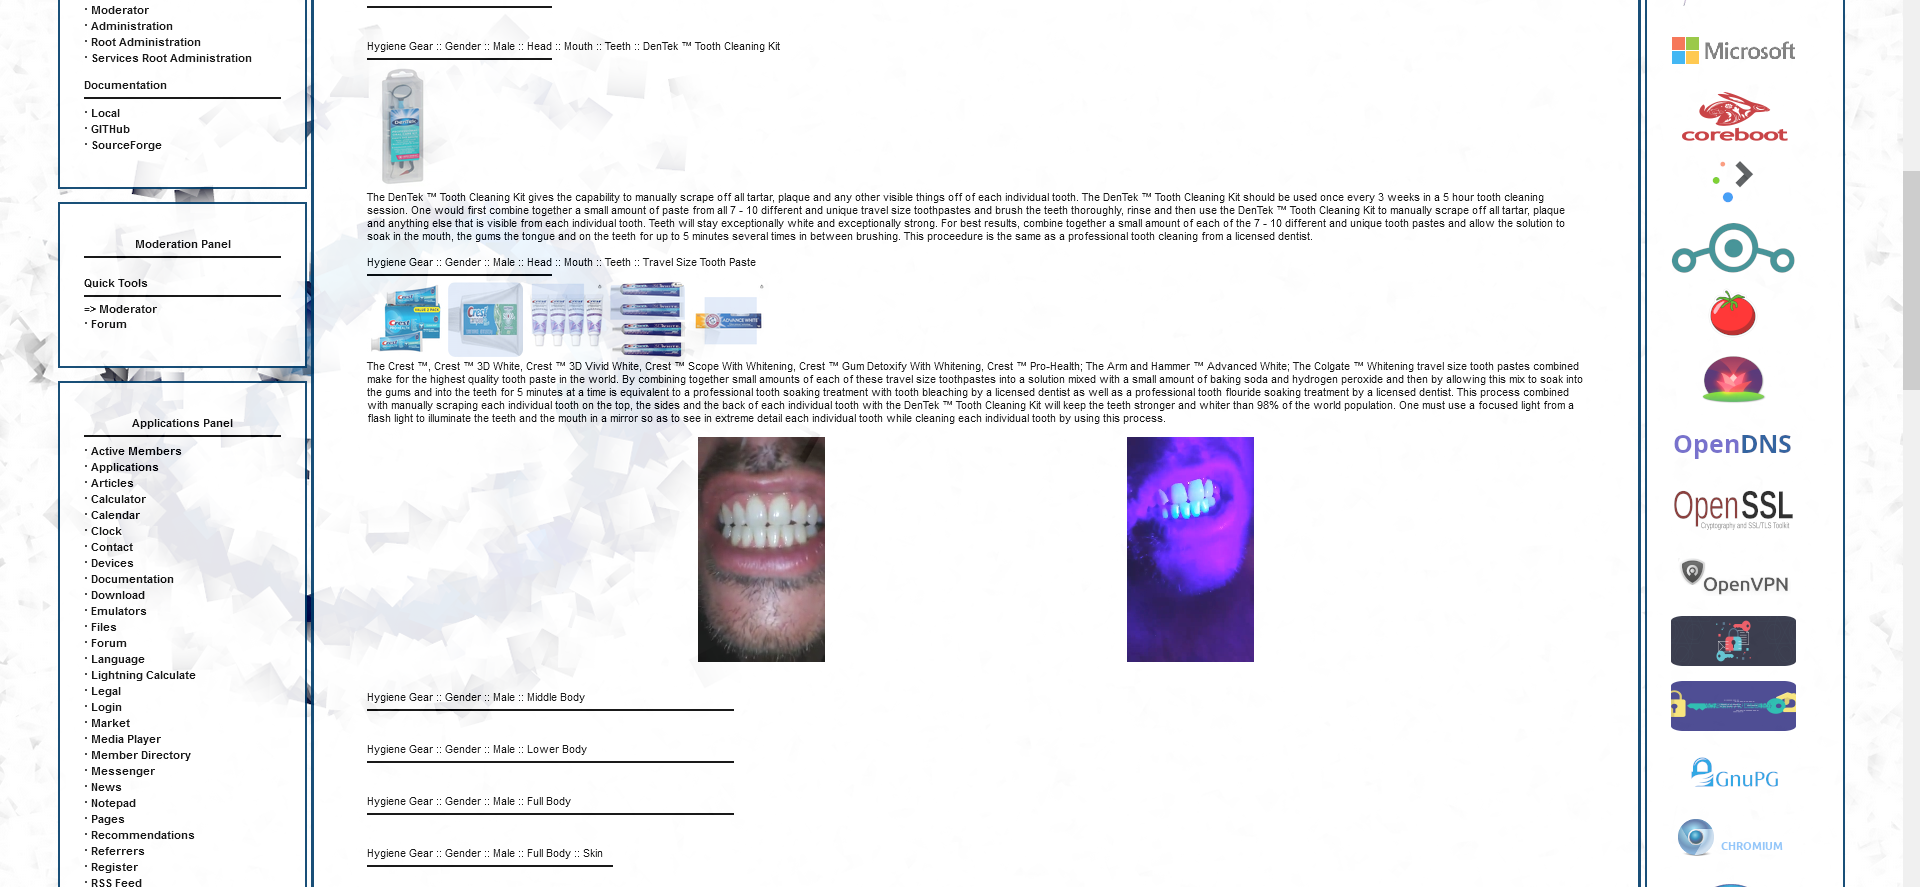 · Moderator
· Administration
· Root Administration
· Services Root Administration
Documentation
· Local
· GITHub
· SourceForge
Moderation Panel
Quick Tools
=> Moderator
· Forum
Applications Panel
· Active Members
· Applications
· Articles
· Calculator
· Calendar
· Clock
· Contact
· Devices
· Documentation
· Download
· Emulators
· Files
· Forum
· Language
· Lightning Calculate
· Legal
· Login
· Market
· Media Player
· Member Directory
· Messenger
· News
· Notepad
· Pages
· Recommendations
· Referrers
· Register
· RSS Feed
Hygiene Gear :: Gender :: Male :: Head :: Mouth :: Teeth :: DenTek ™ Tooth Cleaning Kit
DenTek
The DenTek ™ Tooth Cleaning Kit gives the capability to manually scrape off all tartar, plaque and any other visible things off of each individual tooth. The DenTek ™ Tooth Cleaning Kit should be used once every 3 weeks in a 5 hour tooth cleaning
session. One would first combine together a small amount of paste from all 7 - 10 different and unique travel size toothpastes and brush the teeth thoroughly, rinse and then use the DenTek ™ Tooth Cleaning Kit to manually scrape off all tartar, plaque
and anything else that is visible from each individual tooth. Teeth will stay exceptionally white and exceptionally strong. For best results, combine together a small amount of each of the 7 - 10 different and unique tooth pastes and allow the solution to
soak in the mouth, the gums the tongue and on the teeth for up to 5 minutes several times in between brushing. This proceedure is the same as a professional tooth cleaning from a licensed dentist.
Hygiene Gear :: Gender :: Male :: Head :: Mouth :: Teeth :: Travel Size Tooth Paste
Crest
Crest
ADVANCE WHITE
The Crest ™, Crest ™ 3D White, Crest ™ 3D Vivid White, Crest ™ Scope With Whitening, Crest ™ Gum Detoxify With Whitening, Crest ™ Pro-Health; The Arm and Hammer ™ Advanced White; The Colgate ™ Whitening travel size tooth pastes combined
make for the highest quality tooth paste in the world. By combining together small amounts of each of these travel size toothpastes into a solution mixed with a small amount of baking soda and hydrogen peroxide and then by allowing this mix to soak into
the gums and into the teeth for 5 minutes at a time is equivalent to a professional tooth soaking treatment with tooth bleaching by a licensed dentist as well as a professional tooth flouride soaking treatment by a licensed dentist. This process combined
with manually scraping each individual tooth on the top, the sides and the back of each individual tooth with the DenTek ™ Tooth Cleaning Kit will keep the teeth stronger and whiter than 98% of the world population. One must use a focused light from a
flash light to illuminate the teeth and the mouth in a mirror so as to see in extreme detail each individual tooth while cleaning each individual tooth by using this process.
Hygiene Gear :: Gender :: Male :: Middle Body
Hygiene Gear :: Gender :: Male :: Lower Body
Hygiene Gear :: Gender :: Male :: Full Body
Hygiene Gear :: Gender :: Male :: Full Body :: Skin
Microsoft
coreboot
OpenDNS
OpenSSL
Cryptography and SSL/TLS Toolkit
OpenVPN
GnuPG
CHROMIUM